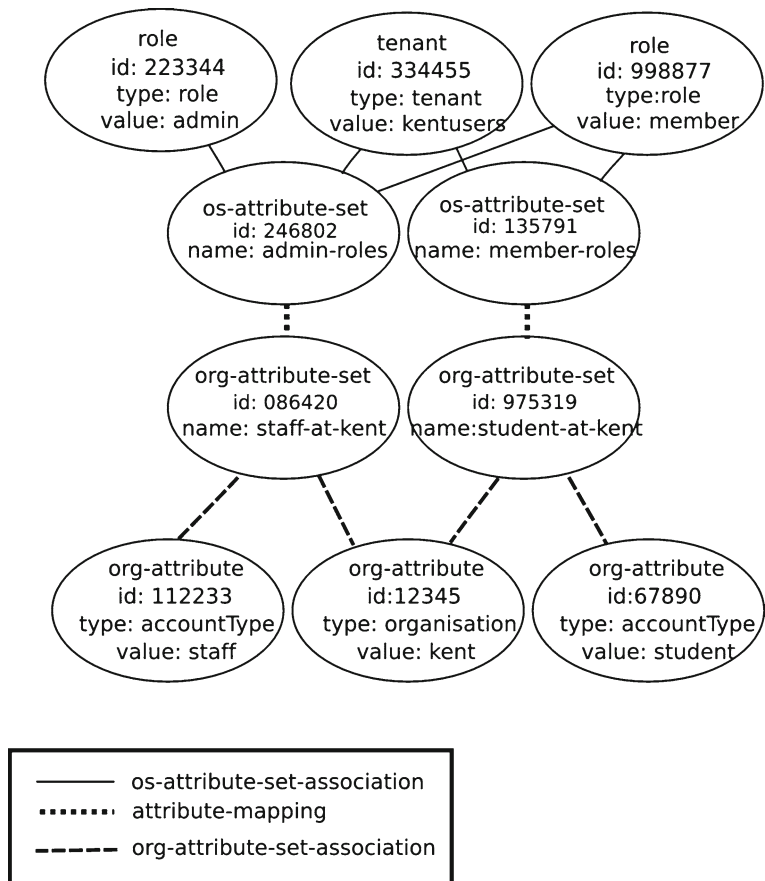 role
id: 223344
type: role
value: admin
tenant
id: 334455
type: tenant
value: kentusers
role
id: 998877
type:role
value: member
os-attribute-set
id: 246802
name: admin-roles
os-attribute-set
id: 135791
name: member-roles
org-attribute-set
id: 086420
name: staff-at-kent
org-attribute-set
id: 975319
name:student-at-kent
org-attribute
id: 112233
type: accountType
value: staff
org-attribute
id:12345
type: organisation
value: kent
org-attribute
id:67890
type: accountType
value: student
os-attribute-set-association
attribute-mapping
org-attribute-set-association